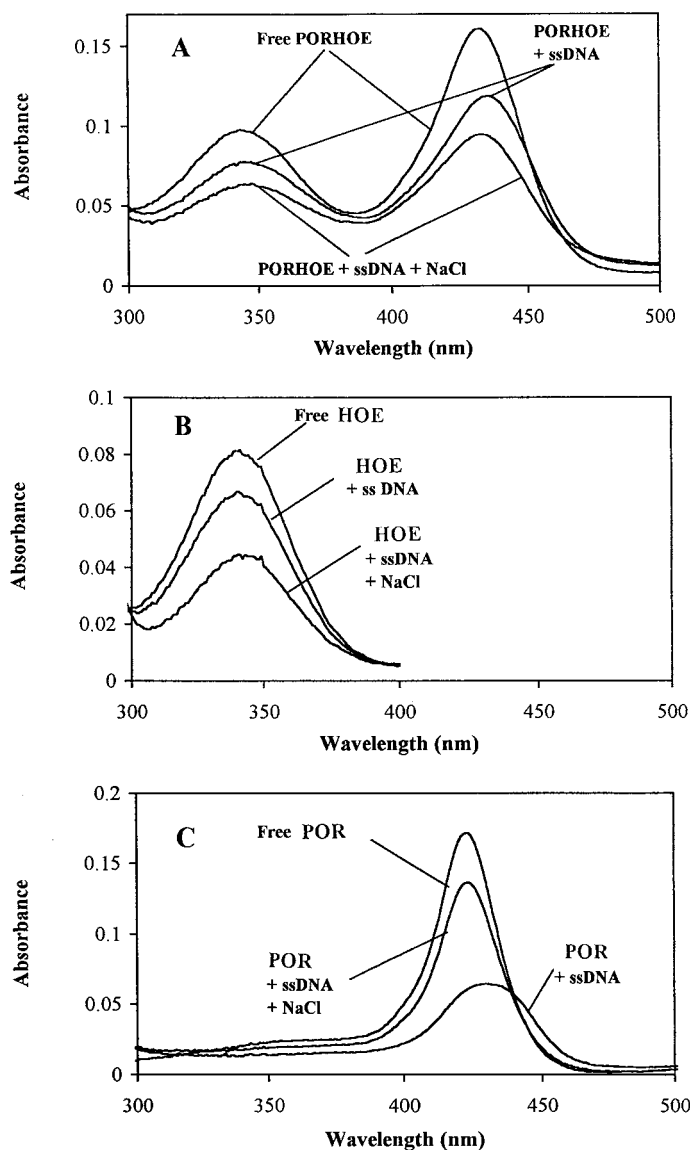 A
Free PORHOE
PORHOE
+ ssDNA
PORHOE + ssDNA + NaCl
Absorbance
0.15
0.1
0.05
0
300
350
400
450
500
Wavelength (nm)
B
Free HOE
HOE
+ ss DNA
HOE
+ ssDNA
+ NaCl
Absorbance
0.1
0.08
0.06
0.04
0.02
0
300
350
400
450
500
Wavelength (nm)
C
Free POR
POR
+ ssDNA
+ NaCl
POR
+ ssDNA
Absorbance
0.2
0.15
0.1
0.05
0
300
350
400
450
500
Wavelength (nm)